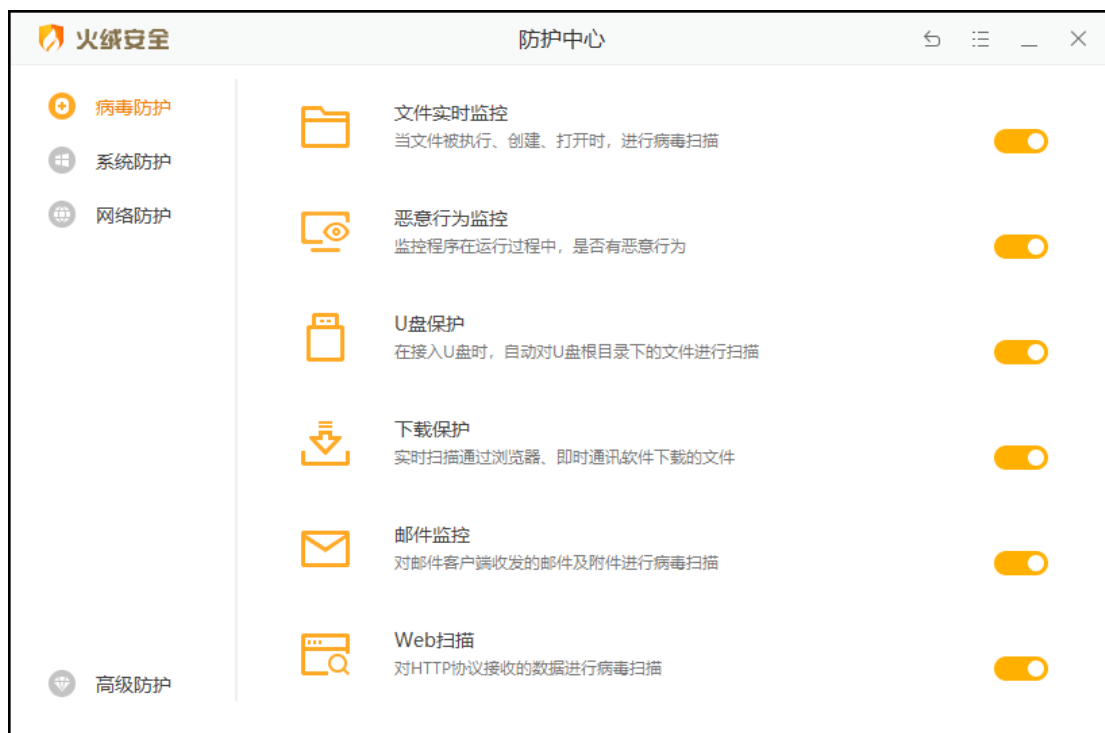 火绒安全
防护中心
病毒防护
系统防护
网络防护
高级防护
文件实时监控
当文件被执行、创建、打开时，进行病毒扫描
恶意行为监控
监控程序在运行过程中，是否有恶意行为
U盘保护
在接入U盘时，自动对U盘根目录下的文件进行扫描
下载保护
实时扫描通过浏览器、即时通讯软件下载的文件
邮件监控
对邮件客户端收发的邮件及附件进行病毒扫描
Web扫描
对HTTP协议接收的数据进行病毒扫描